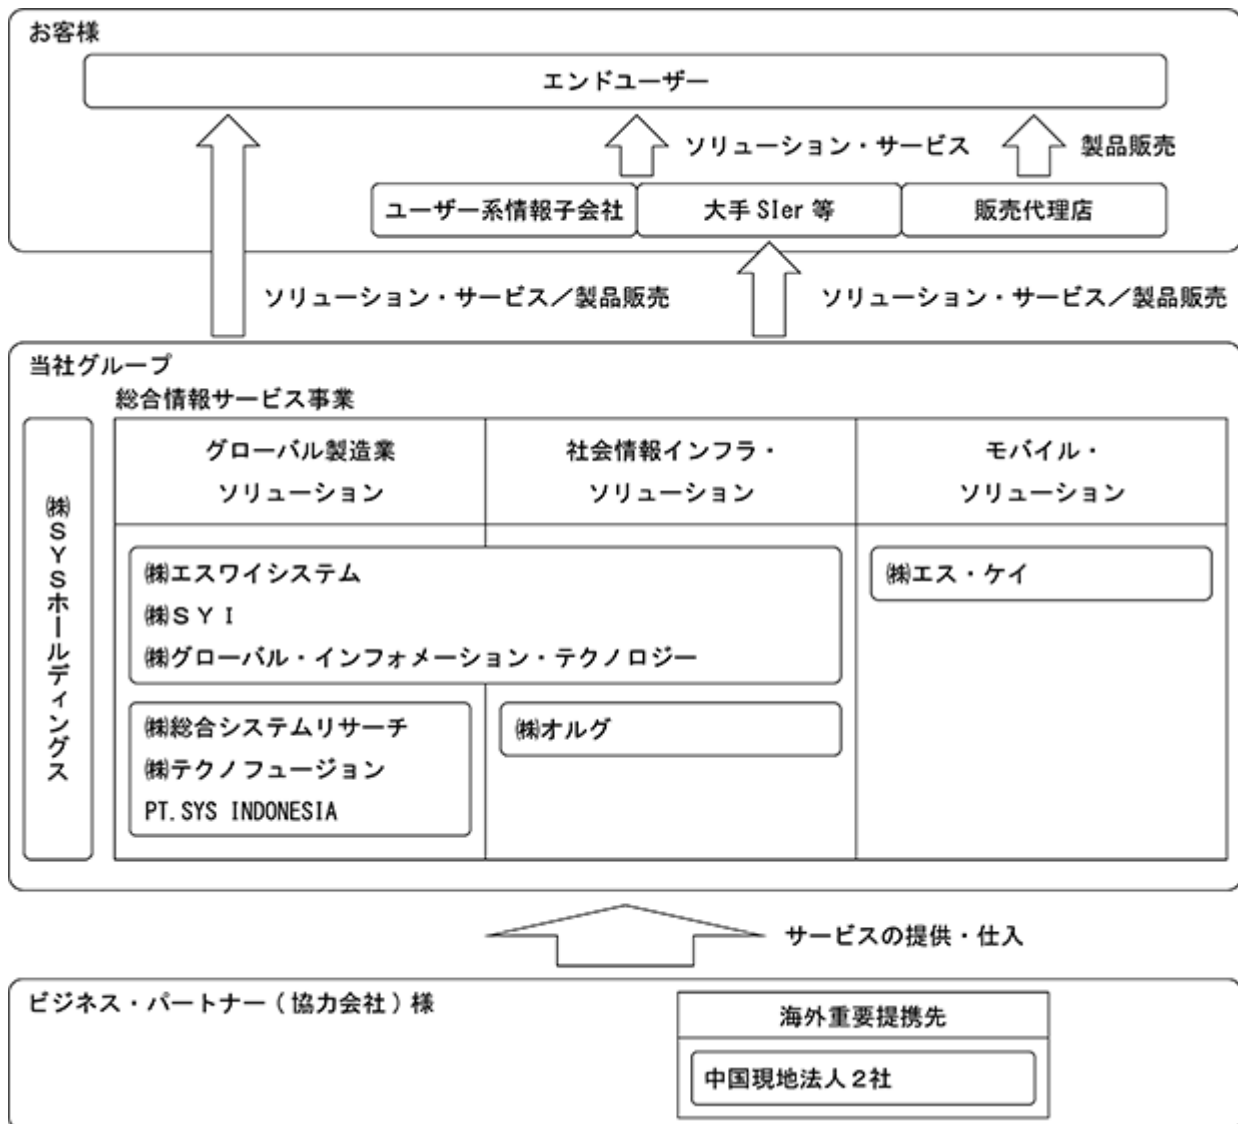 お客様
エンドユーザー
ソリューション・サービス
製品販売
ユーザー系情報子会社
大手SIer等
販売代理店
ソリューション・サービス／製品販売
ソリューション・サービス／製品販売
当社グループ
総合情報サービス事業
㈱ＳＹＳホールディングス
グローバル製造業
ソリューション
社会情報インフラ・
ソリューション
モバイル・
ソリューション
㈱エスワイシステム
㈱ＳＹＩ
㈱グローバル・インフォメーション・テクノロジー
㈱エス・ケイ
㈱総合システムリサーチ
㈱テクノフュージョン
PT.SYS INDONESIA
㈱オルグ
サービスの提供・仕入
ビジネス・パートナー(協力会社)様
海外重要提携先
中国現地法人２社